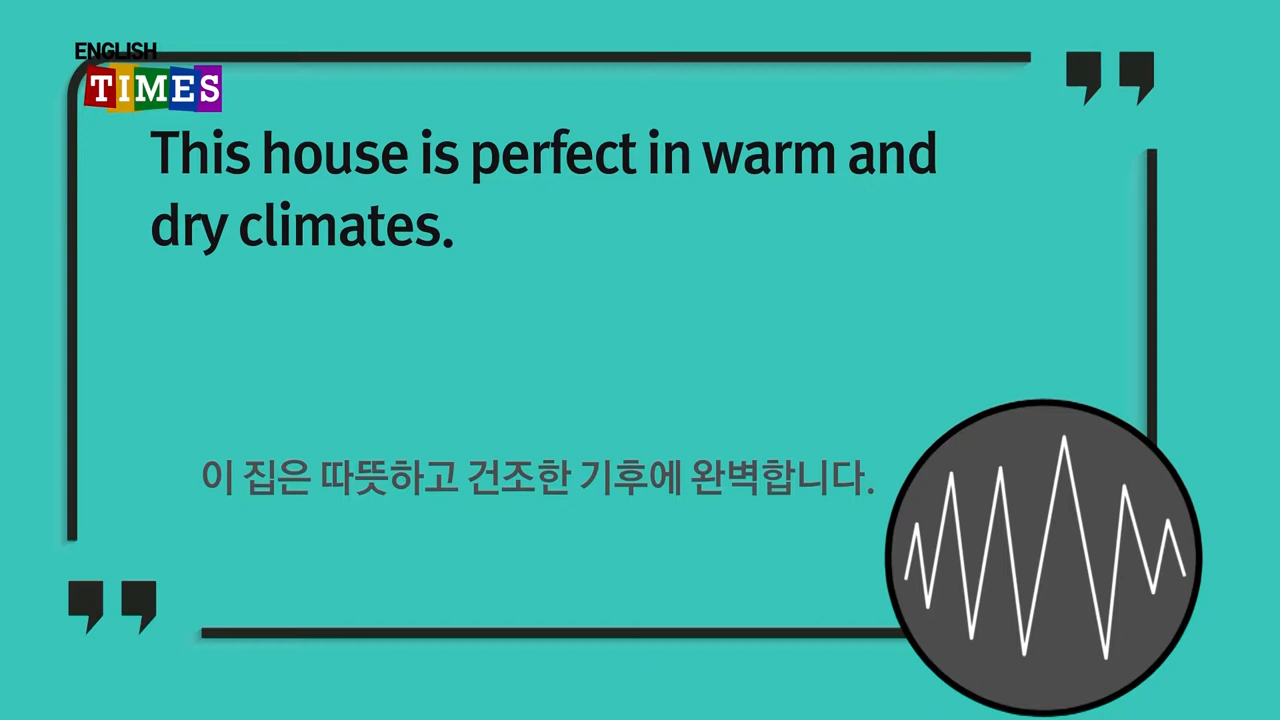 ENGLISH
TIMES
This house is perfect in warm and
dry climates.
이 집은 따뜻하고 건조한 기후에 완벽합니다.